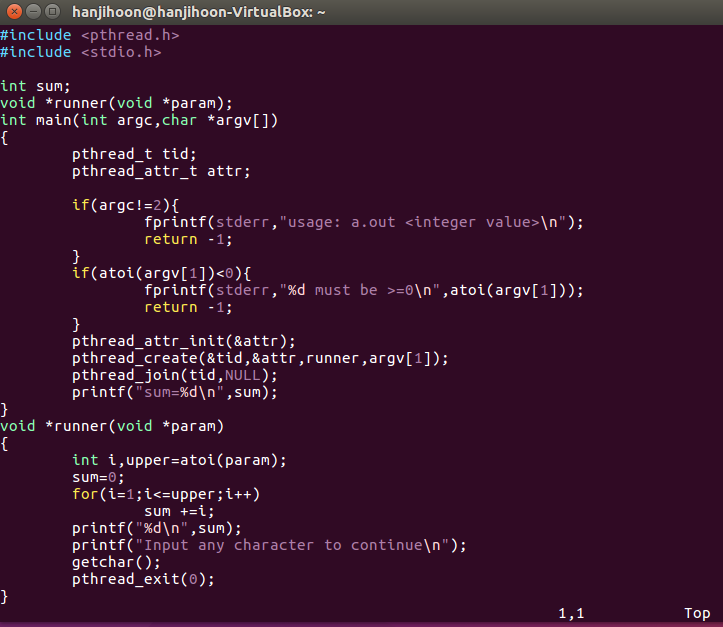 hanjihoon@hanjihoon-VirtualBox: ~
#include <pthread.h>
#include <stdio.h>

int sum;
void *runner(void *param);
int main(int argc,char *argv[])
{
        pthread_t tid;
        pthread_attr_t attr;

        if(argc!=2){
                fprintf(stderr,"usage: a.out <integer value>\n");
                return -1;
        }
        if(atoi(argv[1])<0){
                fprintf(stderr,"%d must be >=0\n",atoi(argv[1]));
                return -1;
        }
        pthread_attr_init(&attr);
        pthread_create(&tid,&attr,runner,argv[1]);
        pthread_join(tid,NULL);
        printf("sum=%d\n",sum);
}
void *runner(void *param)
{
        int i,upper=atoi(param);
        sum=0;
        for(i=1;i<=upper;i++)
                sum +=i;
        printf("%d\n",sum);
        printf("Input any character to continue\n");
        getchar();
        pthread_exit(0);
}
1,1 Top